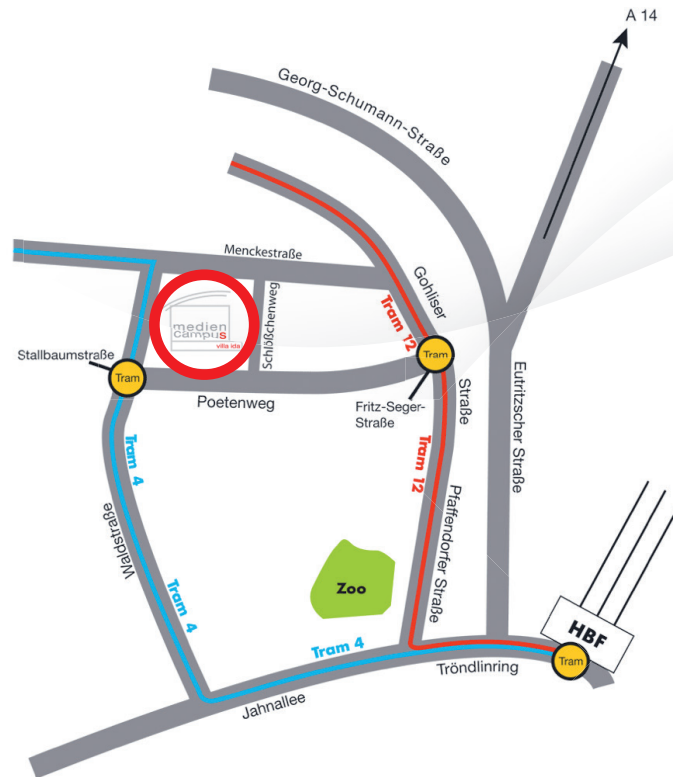 A 14
Georg-Schumann-Straße
Menckestraße
Gohliser
Schlößchenweg
medien
campus
villa ida
Tram 12
Stallbaumstraße
Tram
Tram
Straße
Eutritzscher Straße
Poetenweg
Fritz-Seger-
Straße
Tram 4
Tram 12
Waldstraße
Pfaffendorfer Straße
Zoo
Tram 4
Tram 4
HBF
Tram
Tröndlinring
Jahnallee